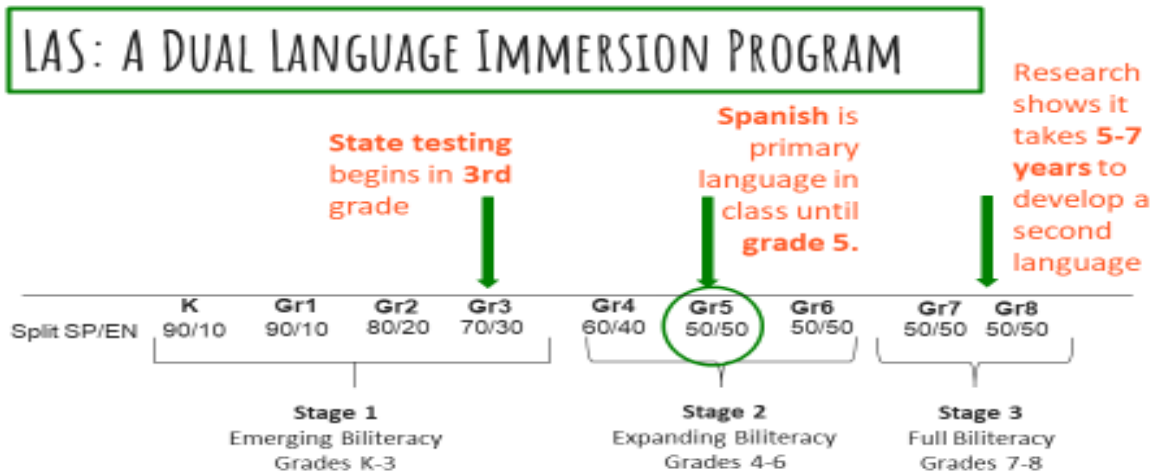 LAS: A DUAL LANGUAGE IMMERSION PROGRAM
State testing
begins in 3rd
grade
Spanish is
primary
language in
class until
grade 5.
Research
shows it
takes 5-7
years to
develop a
second
language
K Gr1 Gr2 Gr3 Gr4 Gr5 Gr6 Gr7 Gr8
Split SP/EN 90/10 90/10 80/20 70/30 60/40 50/50 50/50 50/50 50/50
Stage 1
Emerging Biliteracy
Grades K-3
Stage 2
Expanding Biliteracy
Grades 4-6
Stage 3
Full Biliteracy
Grades 7-8